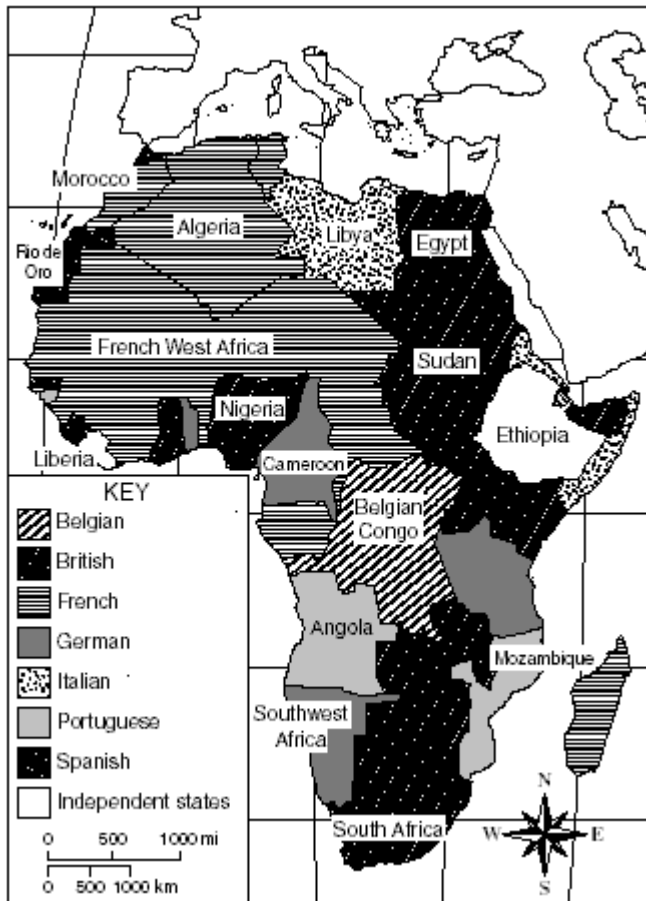 Morocco
Algeria
Libya
Egypt
Rio de
Oro
French West Africa
Sudan
Nigeria
Ethiopia
Liberia
Cameroon
Belgian
Congo
Angola
Mozambique
Southwest
Africa
South Africa
KEY
Belgian
British
French
German
Italian
Portuguese
Spanish
Independent states
0 500 1000 mi
0 500 1000 km
N
W E
S